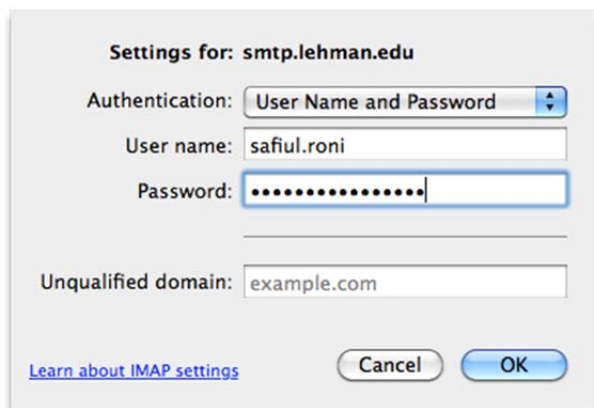 Settings for: smtp.lehman.edu
Authentication: User Name and Password
User name: safiul.roni
Password: ••••••••••••••••
Unqualified domain: example.com
Learn about IMAP settings Cancel OK